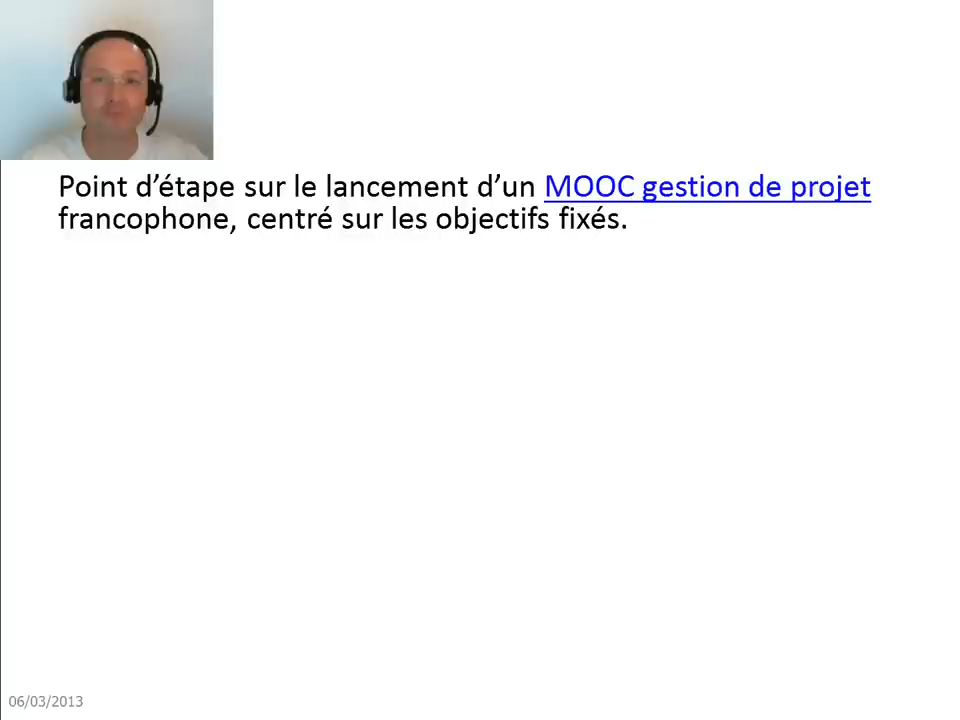 Point d’étape sur le lancement d’un MOOC gestion de projet
francophone, centré sur les objectifs fixés.
06/03/2013